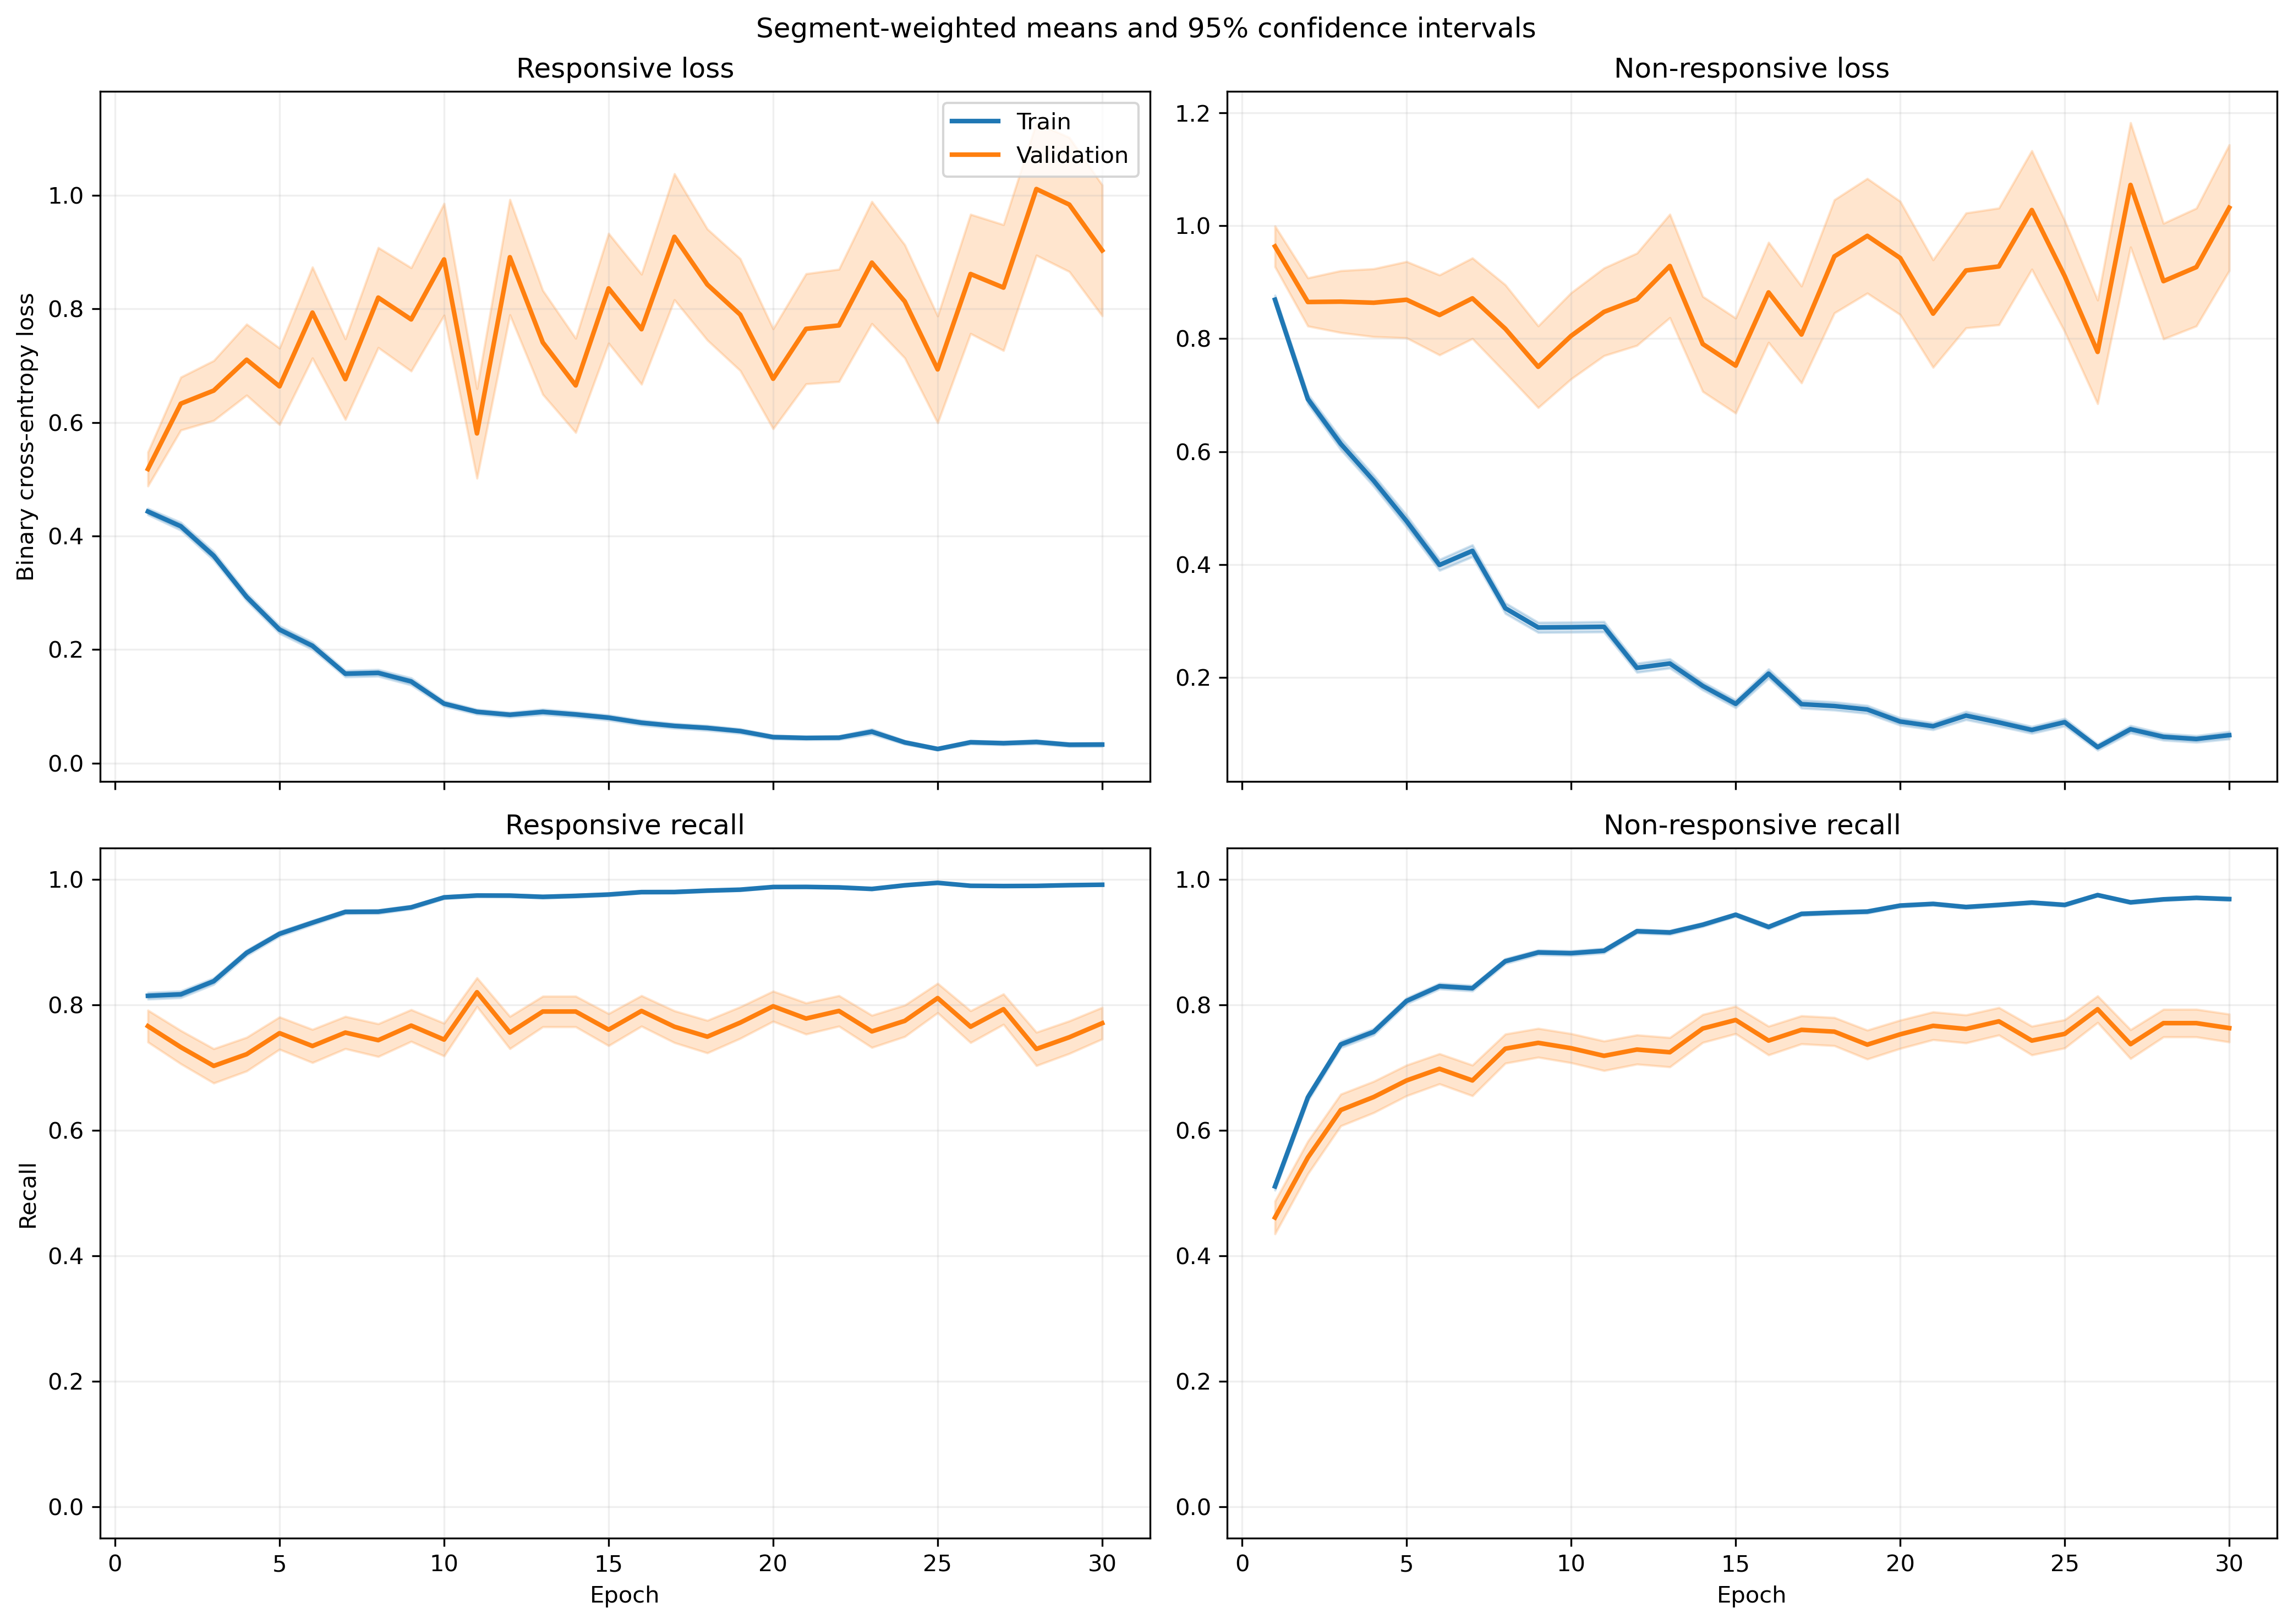 Segment-weighted means and 95% confidence intervals
Responsive loss
Non-responsive loss
Train
Validation
Binary cross-entropy loss
1.0
0.8
0.6
0.4
0.2
0.0
1.2
1.0
0.8
0.6
0.4
0.2
Responsive recall
Non-responsive recall
Recall
1.0
0.8
0.6
0.4
0.2
0.0
0 5 10 15 20 25 30
Epoch
1.0
0.8
0.6
0.4
0.2
0.0
0 5 10 15 20 25 30
Epoch